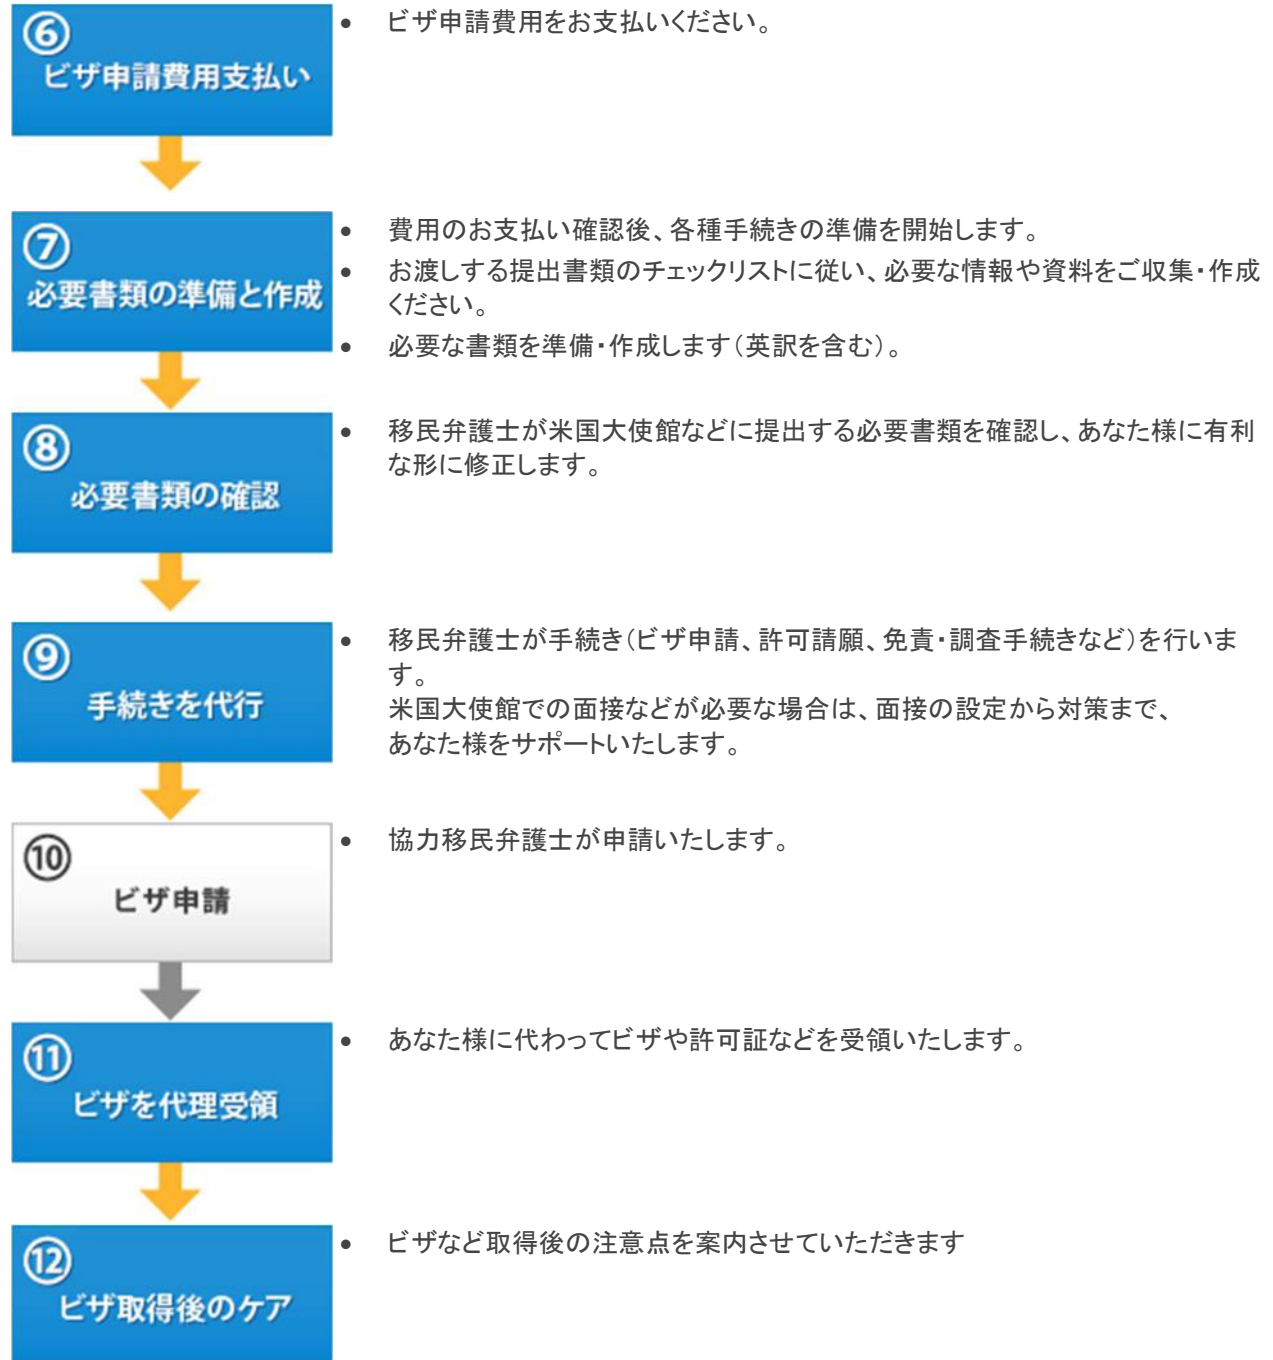 ⑥
ビザ申請費用支払い
• ビザ申請費用をお支払いください。
⑦
必要書類の準備と作成
• 費用のお支払い確認後、各種手続きの準備を開始します。
• お渡しする提出書類のチェックリストに従い、必要な情報や資料をご収集・作成
ください。
• 必要な書類を準備・作成します（英訳を含む）。
⑧
必要書類の確認
• 移民弁護士が米国大使館などに提出する必要書類を確認し、あなた様に有利
な形に修正します。
⑨
手続きを代行
• 移民弁護士が手続き（ビザ申請、許可請願、免責・調査手続きなど）を行いま
す。
米国大使館での面接などが必要な場合は、面接の設定から対策まで、
あなた様をサポートいたします。
⑩
ビザ申請
• 協力移民弁護士が申請いたします。
⑪
ビザを代理受領
• あなた様に代わってビザや許可証などを受領いたします。
⑫
ビザ取得後のケア
• ビザなど取得後の注意点を案内させていただきます